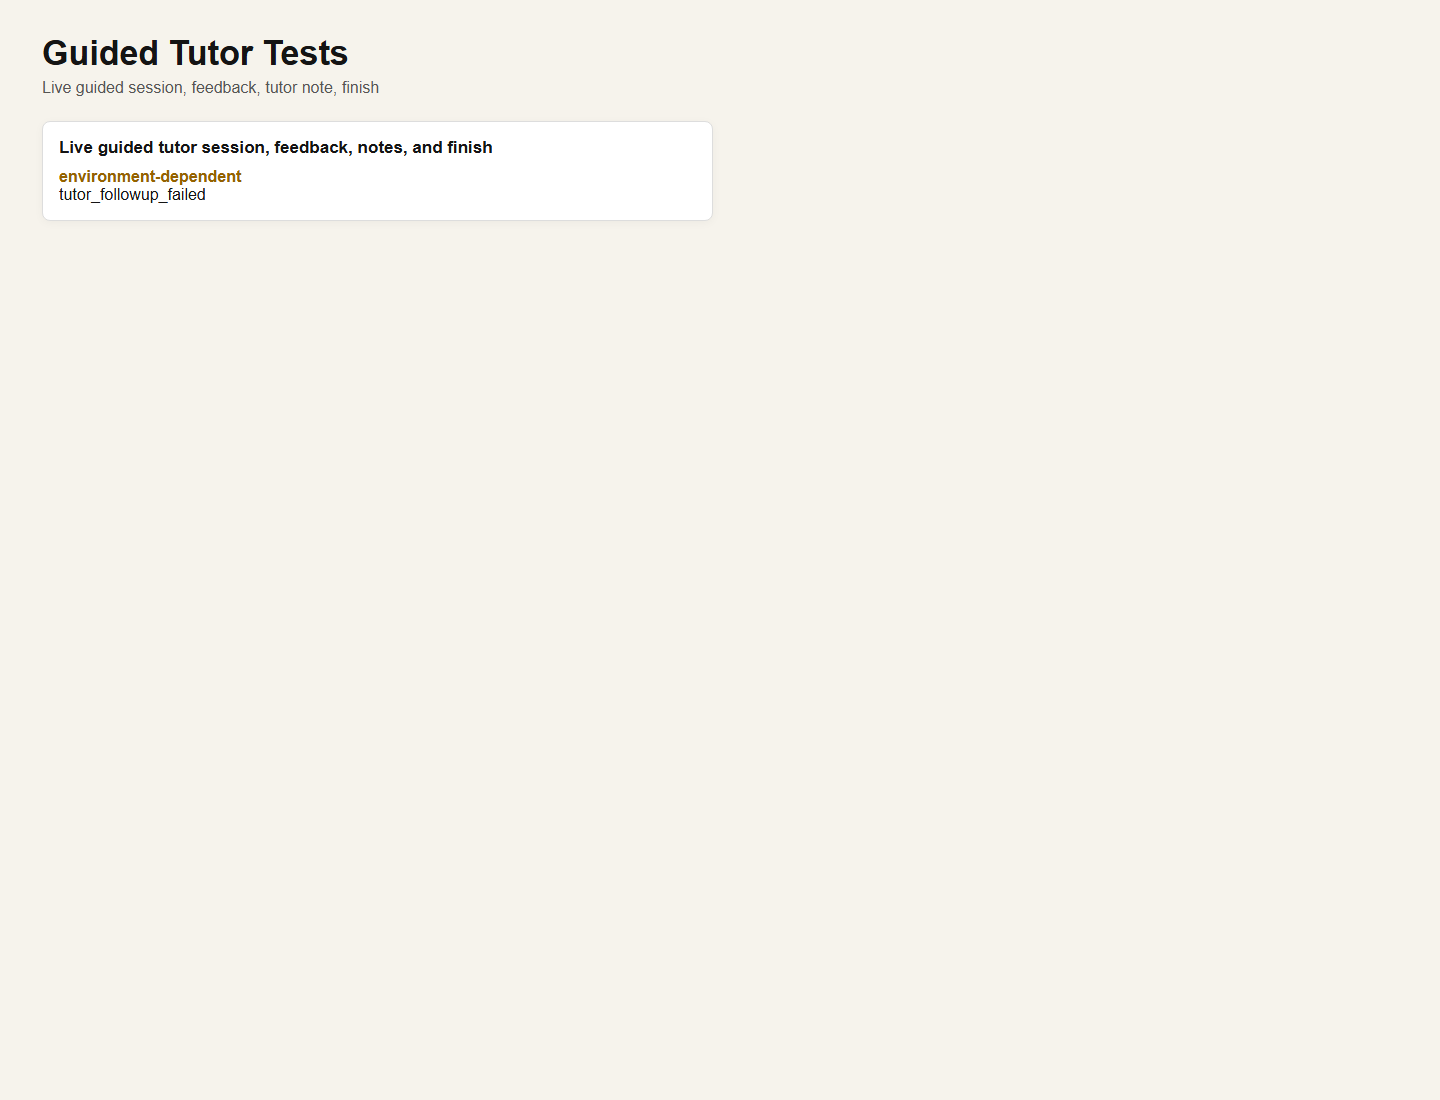 Guided Tutor Tests
Live guided session, feedback, tutor note, finish
Live guided tutor session, feedback, notes, and finish
environment-dependent
tutor_followup_failed